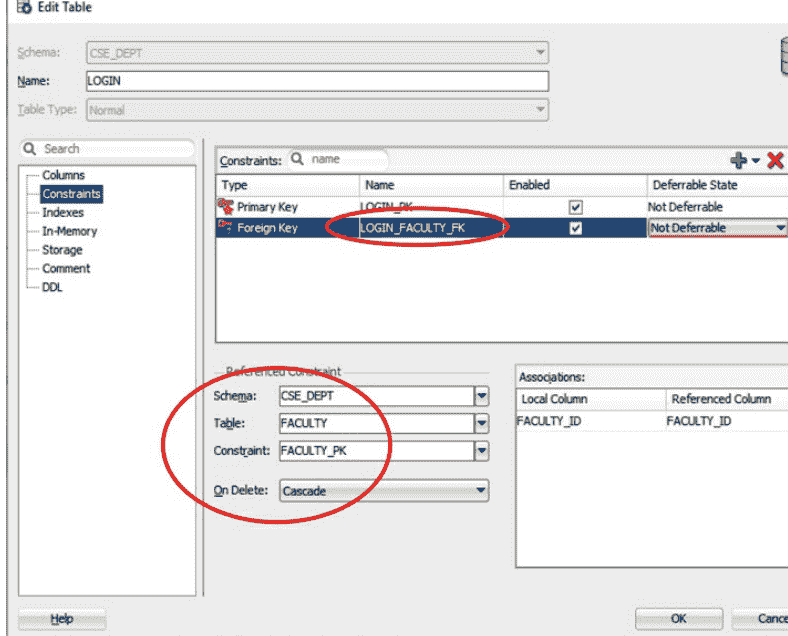 Edit Table
Schema: CSE_DEPT
Name: LOGIN
Table Type: Normal
Search
Columns
Constraints
Indexes
In-Memory
Storage
Comment
DDL
Constraints: name
Type Name Enabled Deferrable State
Primary Key LOGIN_PK Not Deferrable
Foreign Key LOGIN_FACULTY_FK Not Deferrable
Referenced Constraint
Schema: CSE_DEPT
Table: FACULTY
Constraint: FACULTY_PK
On Delete: Cascade
Associations:
Local Column Referenced Column
FACULTY_ID FACULTY_ID
Help OK Cance